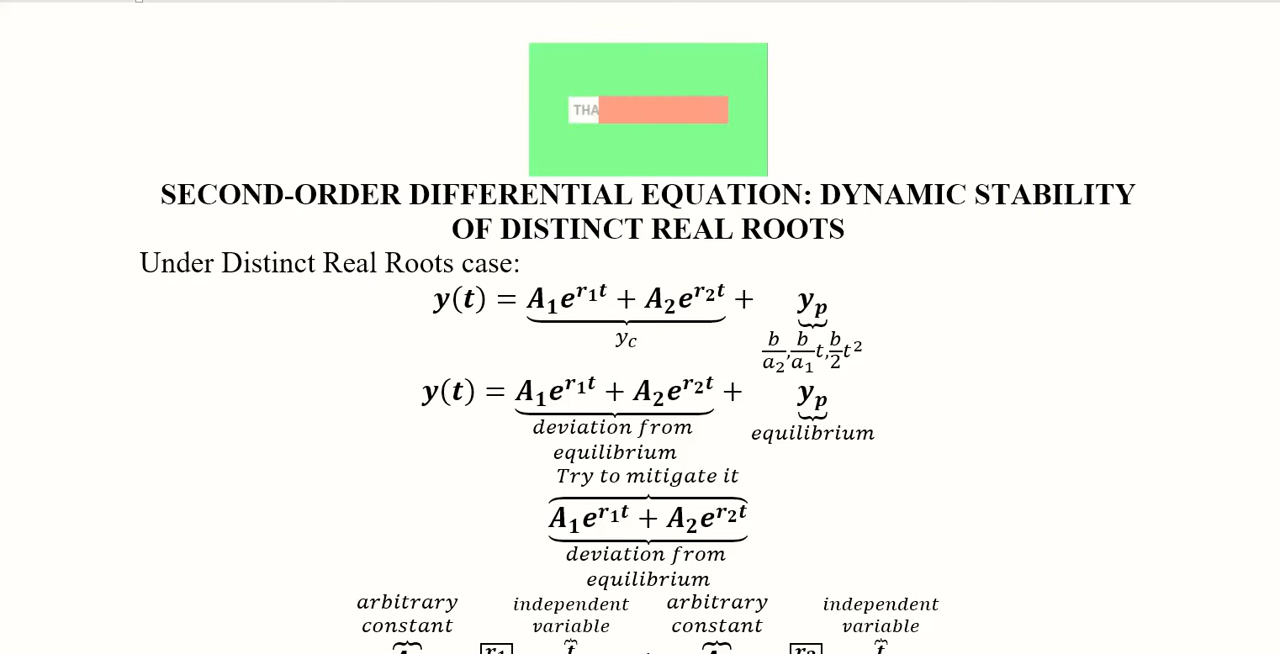 THA
SECOND-ORDER DIFFERENTIAL EQUATION: DYNAMIC STABILITY
OF DISTINCT REAL ROOTS
Under Distinct Real Roots case:
y(t) = A₁e^{r₁t} + A₂e^{r₂t} + y_p
y_c
b/a₂, b/a₁ t, b/2 t²
y(t) = A₁e^{r₁t} + A₂e^{r₂t} + y_p
deviation from equilibrium
equilibrium
Try to mitigate it
A₁e^{r₁t} + A₂e^{r₂t}
deviation from
equilibrium
arbitrary independent arbitrary independent
constant variable constant variable
r₁ t r₂ t